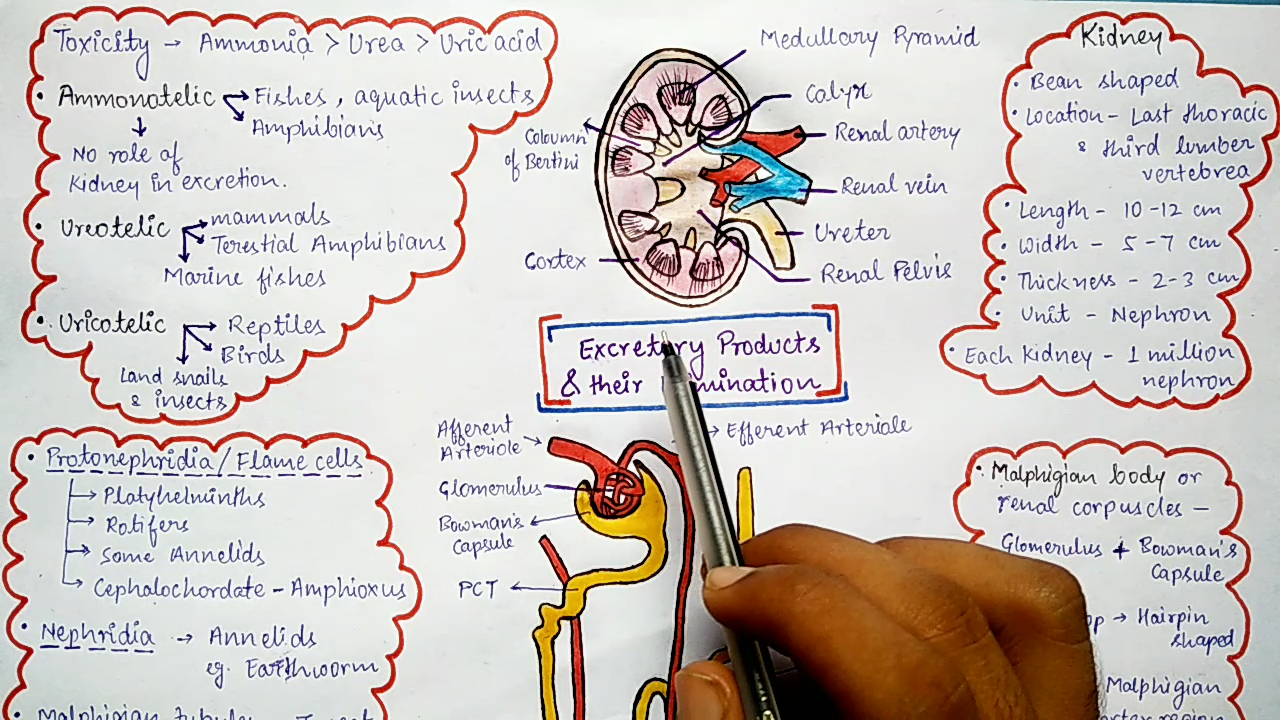 Toxicity → Ammonia > Urea > Uric acid
• Ammonotelic → Fishes, aquatic insects
Amphibians
No role of
Kidney in excretion.
• Ureotelic → mammals
Terestial Amphibians
Marine fishes
• Uricotelic → Reptiles
Birds
Land snails
& insects
Medullary Pyramid
Calyx
Renal artery
Renal vein
Ureter
Renal Pelvis
Coloumn
of Bertini
Cortex
Kidney
• Bean shaped
• Location - Last thoracic
& third lumber
vertebrea
• Length - 10-12 cm
• Width - 5-7 cm
• Thickness - 2-3 cm
• Unit - Nephron
• Each Kidney - 1 million
nephron
Excretory Products
& their
• Protonephridia/Flame cells
→ Platyhelminths
→ Rotifers
→ Some Annelids
→ Cephalochordate - Amphioxus
• Nephridia → Annelids
eg. Earthworm
Afferent
Arteriole
→ Efferent Arteriale
Glomerulus
Bowman's
Capsule
PCT
• Malphigian body or
renal corpuscles -
Glomerulus + Bowman's
Capsule
→ Hairpin
shaped
Malphigian